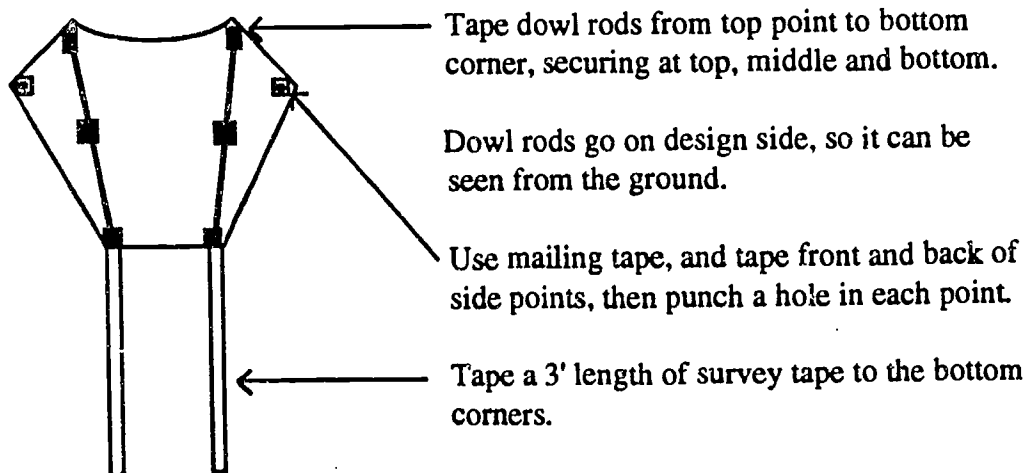 Tape dowl rods from top point to bottom
corner, securing at top, middle and bottom.
Dowl rods go on design side, so it can be
seen from the ground.
Use mailing tape, and tape front and back of
side points, then punch a hole in each point.
Tape a 3' length of survey tape to the bottom
corners.